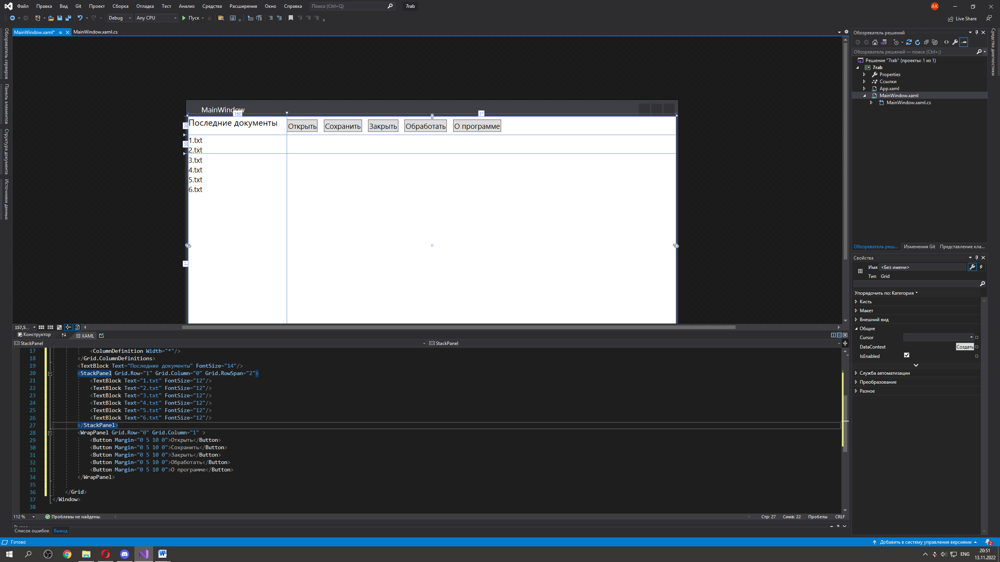 Файл Правка Вид Git Проект Сборка Отладка Тест Анализ Средства Расширения Окно Справка Поиск (Ctrl+Q) 7rab AK
Debug Any CPU Пуск Live Share
MainWindow.xaml* MainWindow.xaml.cs
Обозреватель серверов
Панель элементов
Структура документа
Источники данных
MainWindow
160 1*
30
Последние документы Открыть Сохранить Закрыть Обработать О программе
30
1.txt
2.txt
3.txt
4.txt
5.txt
6.txt
1*
157,5...
Конструктор XAML
StackPanel StackPanel
17 <ColumnDefinition Width="*"/>
18 </Grid.ColumnDefinitions>
19 <TextBlock Text="Последние документы" FontSize="14"/>
20 <StackPanel Grid.Row="1" Grid.Column="0" Grid.RowSpan="2">
21 <TextBlock Text="1.txt" FontSize="12"/>
22 <TextBlock Text="2.txt" FontSize="12"/>
23 <TextBlock Text="3.txt" FontSize="12"/>
24 <TextBlock Text="4.txt" FontSize="12"/>
25 <TextBlock Text="5.txt" FontSize="12"/>
26 <TextBlock Text="6.txt" FontSize="12"/>
27 </StackPanel>
28 <WrapPanel Grid.Row="0" Grid.Column="1" >
29 <Button Margin="0 5 10 0">Открыть</Button>
30 <Button Margin="0 5 10 0">Сохранить</Button>
31 <Button Margin="0 5 10 0">Закрыть</Button>
32 <Button Margin="0 5 10 0">Обработать</Button>
33 <Button Margin="0 5 10 0">О программе</Button>
34 </WrapPanel>
35
36 </Grid>
37 </Window>
38
112 % Проблемы не найдены. Стр: 27 Симв: 22 Пробелы CRLF
Вывод
Список ошибок Вывод
Обозреватель решений
Обозреватель решений — поиск (Ctrl+;)
Решение "7rab" (проекты: 1 из 1)
C# 7rab
Properties
Ссылки
App.xaml
MainWindow.xaml
MainWindow.xaml.cs
Обозреватель реш... Изменения Git Представление кла...
Свойства
Имя <Без имени>
Тип Grid
Упорядочить по: Категория
Кисть
Макет
Внешний вид
Общие
Cursor
DataContext Создать
IsEnabled
Служба автоматизации
Преобразование
Разное
Средства диагностики
Готово Добавить в систему управления версиями 2
ENG 20:51
13.11.2022